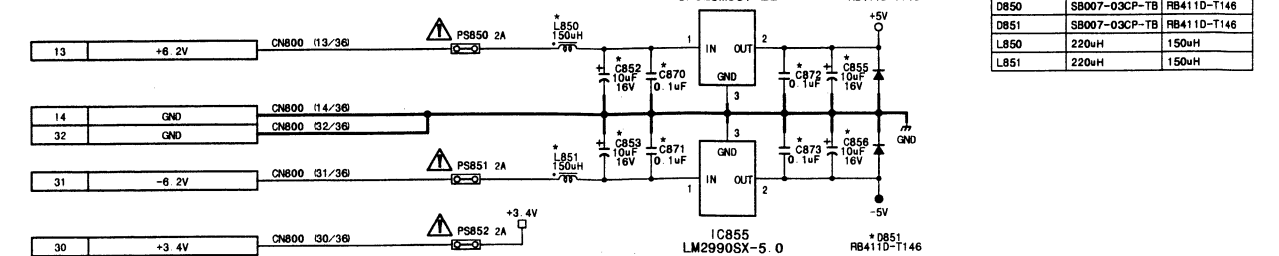 +5V
13 +6.2V CN800 (13/36) PS850 2A * L850 150uH
1 IN OUT 2
GND
3
* C852 10uF 16V
* C870 0.1uF
* C872 0.1uF
* C855 10uF 16V
14 GND CN800 (14/36)
32 GND CN800 (32/36)
GND
* C853 10uF 16V
* C871 0.1uF
3
GND
* C873 0.1uF
* C856 10uF 16V
31 -6.2V CN800 (31/36) PS851 2A * L851 150uH
1 IN OUT 2
-5V
30 +3.4V CN800 (30/36) PS852 2A +3.4V
IC855
LM2990SX-5.0
* D851
RB411D-T146
D850 SB007-03CP-TB RB411D-T146
D851 SB007-03CP-TB RB411D-T146
L850 220uH 150uH
L851 220uH 150uH